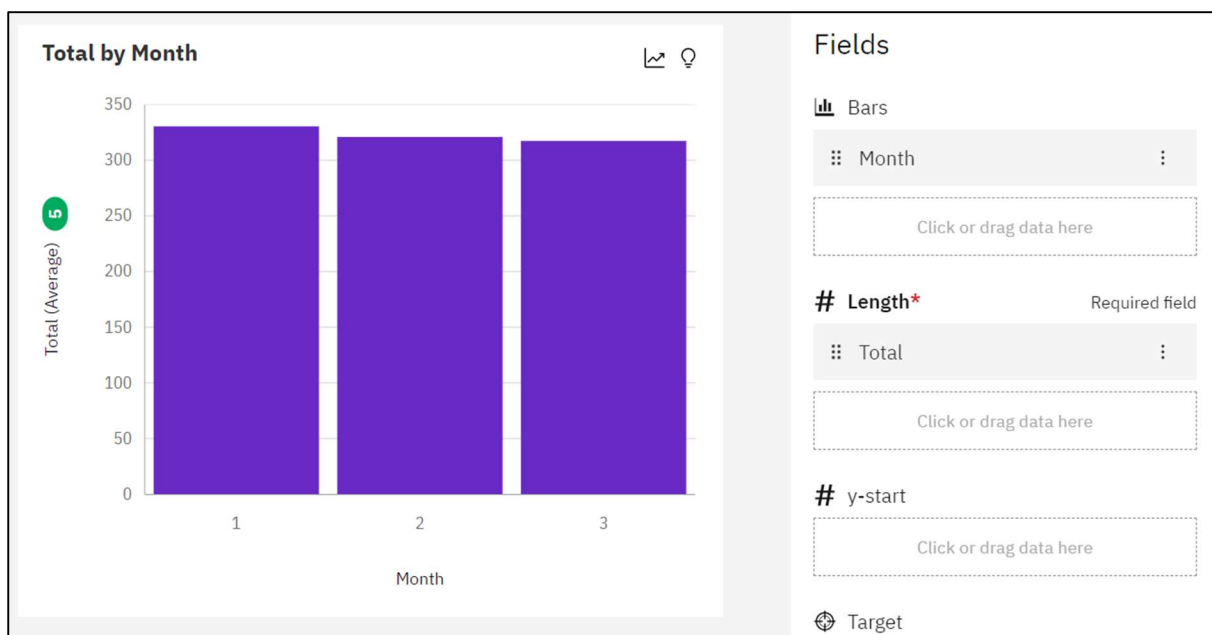 Total by Month
350
300
250
200
150
100
50
0
Total (Average) 5
1 2 3
Month
Fields
Bars
Month
Click or drag data here
# Length* Required field
Total
Click or drag data here
# y-start
Click or drag data here
Target